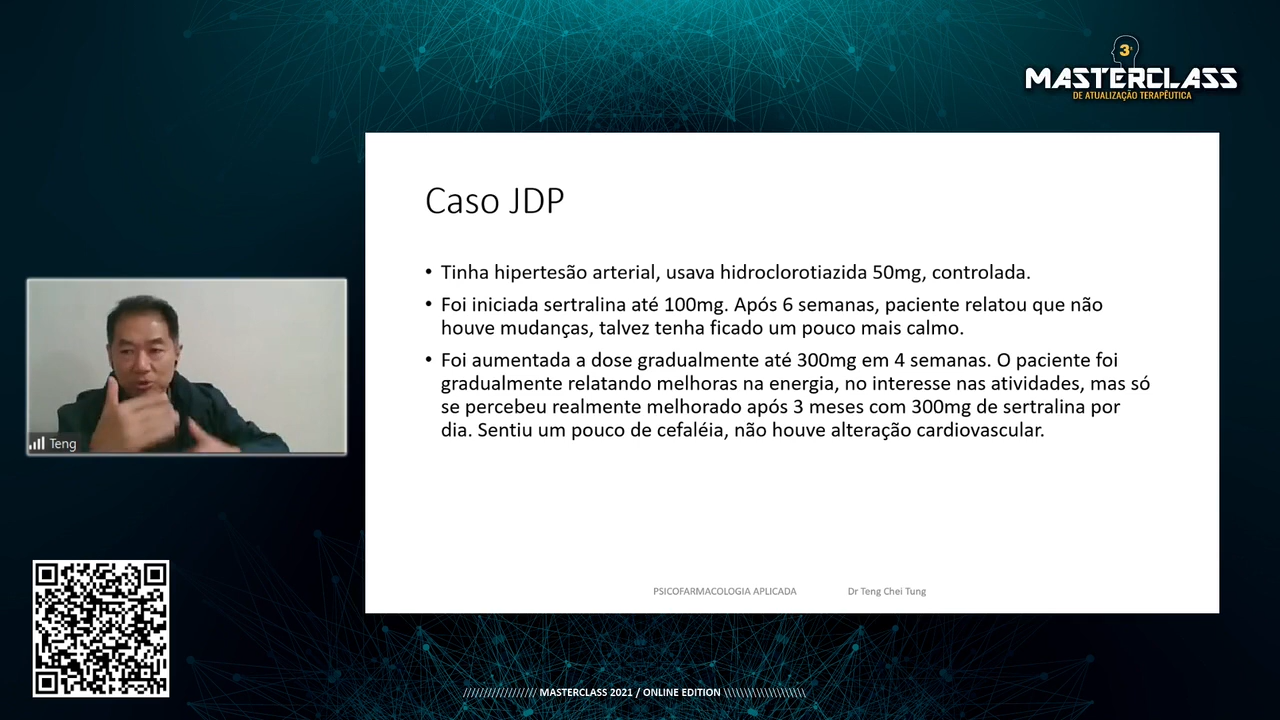 3ª
MASTERCLASS
DE ATUALIZAÇÃO TERAPÊUTICA
Caso JDP
• Tinha hipertesão arterial, usava hidroclorotiazida 50mg, controlada.
• Foi iniciada sertralina até 100mg. Após 6 semanas, paciente relatou que não
houve mudanças, talvez tenha ficado um pouco mais calmo.
• Foi aumentada a dose gradualmente até 300mg em 4 semanas. O paciente foi
gradualmente relatando melhoras na energia, no interesse nas atividades, mas só
se percebeu realmente melhorado após 3 meses com 300mg de sertralina por
dia. Sentiu um pouco de cefaléia, não houve alteração cardiovascular.
Teng
PSICOFARMACOLOGIA APLICADA Dr Teng Chei Tung
////////////////// MASTERCLASS 2021 / ONLINE EDITION \\\\\\\\\\\\\\\\\\\\